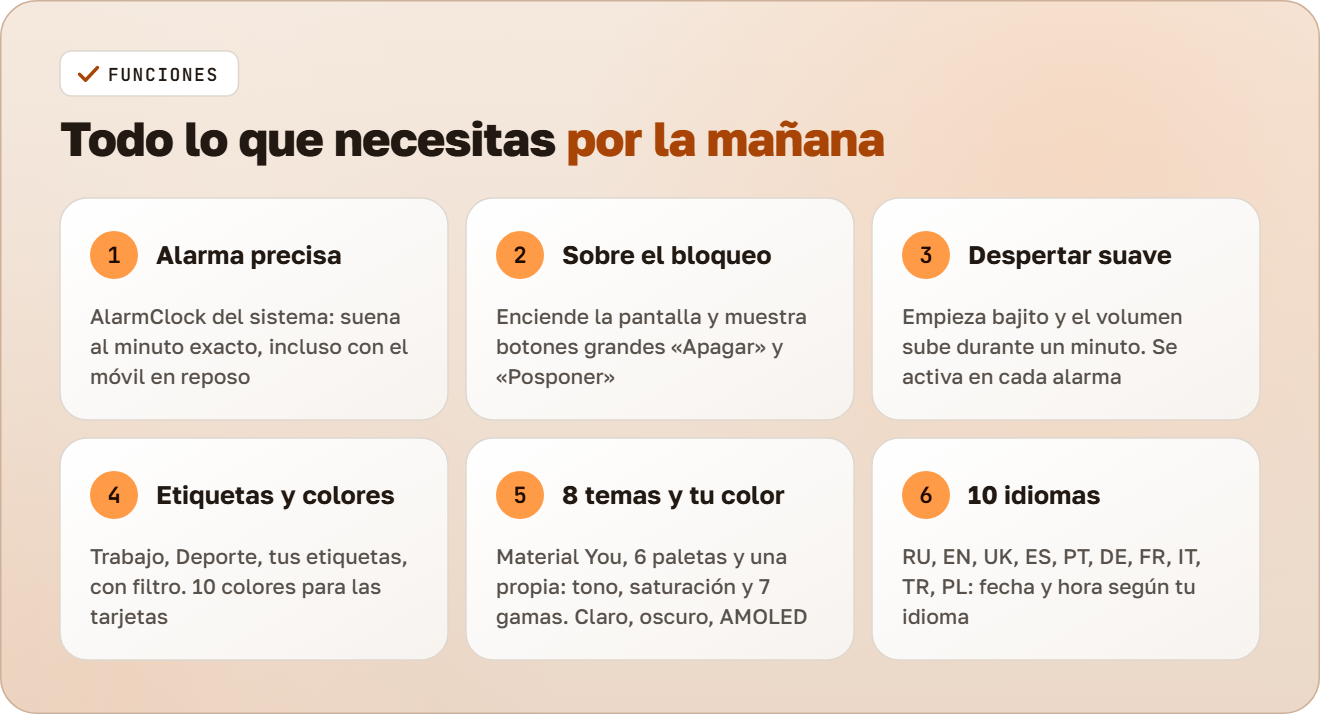 FUNCIONES
Todo lo que necesitas por la mañana
1 Alarma precisa
AlarmClock del sistema: suena
al minuto exacto, incluso con el
móvil en reposo
2 Sobre el bloqueo
Enciende la pantalla y muestra
botones grandes «Apagar» y
«Posponer»
3 Despertar suave
Empieza bajito y el volumen
sube durante un minuto. Se
activa en cada alarma
4 Etiquetas y colores
Trabajo, Deporte, tus etiquetas,
con filtro. 10 colores para las
tarjetas
5 8 temas y tu color
Material You, 6 paletas y una
propia: tono, saturación y 7
gamas. Claro, oscuro, AMOLED
6 10 idiomas
RU, EN, UK, ES, PT, DE, FR, IT,
TR, PL: fecha y hora según tu
idioma